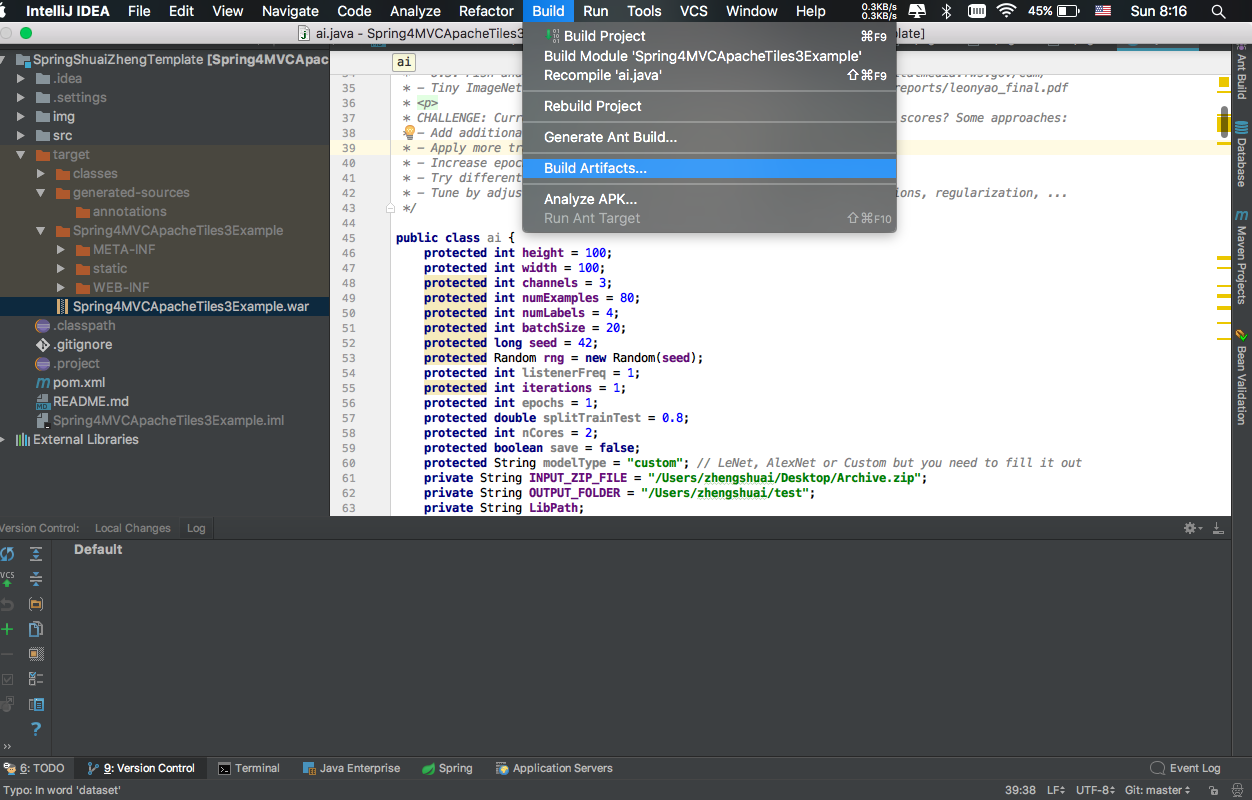 IntelliJ IDEA File Edit View Navigate Code Analyze Refactor Build Run Tools VCS Window Help 0.3KB/s 0.3KB/s 45% Sun 8:16
ai.java - Spring4MVCApacheTiles3 late]
Build Project ⌘F9
Build Module 'Spring4MVCApacheTiles3Example'
Recompile 'ai.java' ⇧⌘F9
Rebuild Project
Generate Ant Build...
Build Artifacts...
Analyze APK...
Run Ant Target ⇧⌘F10
SpringShuaiZhengTemplate [Spring4MVCApac
.idea
.settings
img
src
target
classes
generated-sources
annotations
Spring4MVCApacheTiles3Example
META-INF
static
WEB-INF
Spring4MVCApacheTiles3Example.war
.classpath
.gitignore
.project
pom.xml
README.md
Spring4MVCApacheTiles3Example.iml
External Libraries
ai
35 * - Tiny ImageNet reports/leonyao_final.pdf
36 * <p>
37 * CHALLENGE: Curr scores? Some approaches:
38 * - Add additiona
39 * - Apply more tr
40 * - Increase epoc
41 * - Try different
42 * - Tune by adjus ions, regularization, ...
43 */
44
45 public class ai {
46 protected int height = 100;
47 protected int width = 100;
48 protected int channels = 3;
49 protected int numExamples = 80;
50 protected int numLabels = 4;
51 protected int batchSize = 20;
52 protected long seed = 42;
53 protected Random rng = new Random(seed);
54 protected int listenerFreq = 1;
55 protected int iterations = 1;
56 protected int epochs = 1;
57 protected double splitTrainTest = 0.8;
58 protected int nCores = 2;
59 protected boolean save = false;
60 protected String modelType = "custom"; // LeNet, AlexNet or Custom but you need to fill it out
61 private String INPUT_ZIP_FILE = "/Users/zhengshuai/Desktop/Archive.zip";
62 private String OUTPUT_FOLDER = "/Users/zhengshuai/test";
63 private String LibPath;
Ant Build
Database
Maven Projects
Bean Validation
Version Control: Local Changes Log
Default
VCS
6: TODO 9: Version Control Terminal Java Enterprise Spring Application Servers Event Log
Typo: In word 'dataset' 39:38 LF UTF-8 Git: master